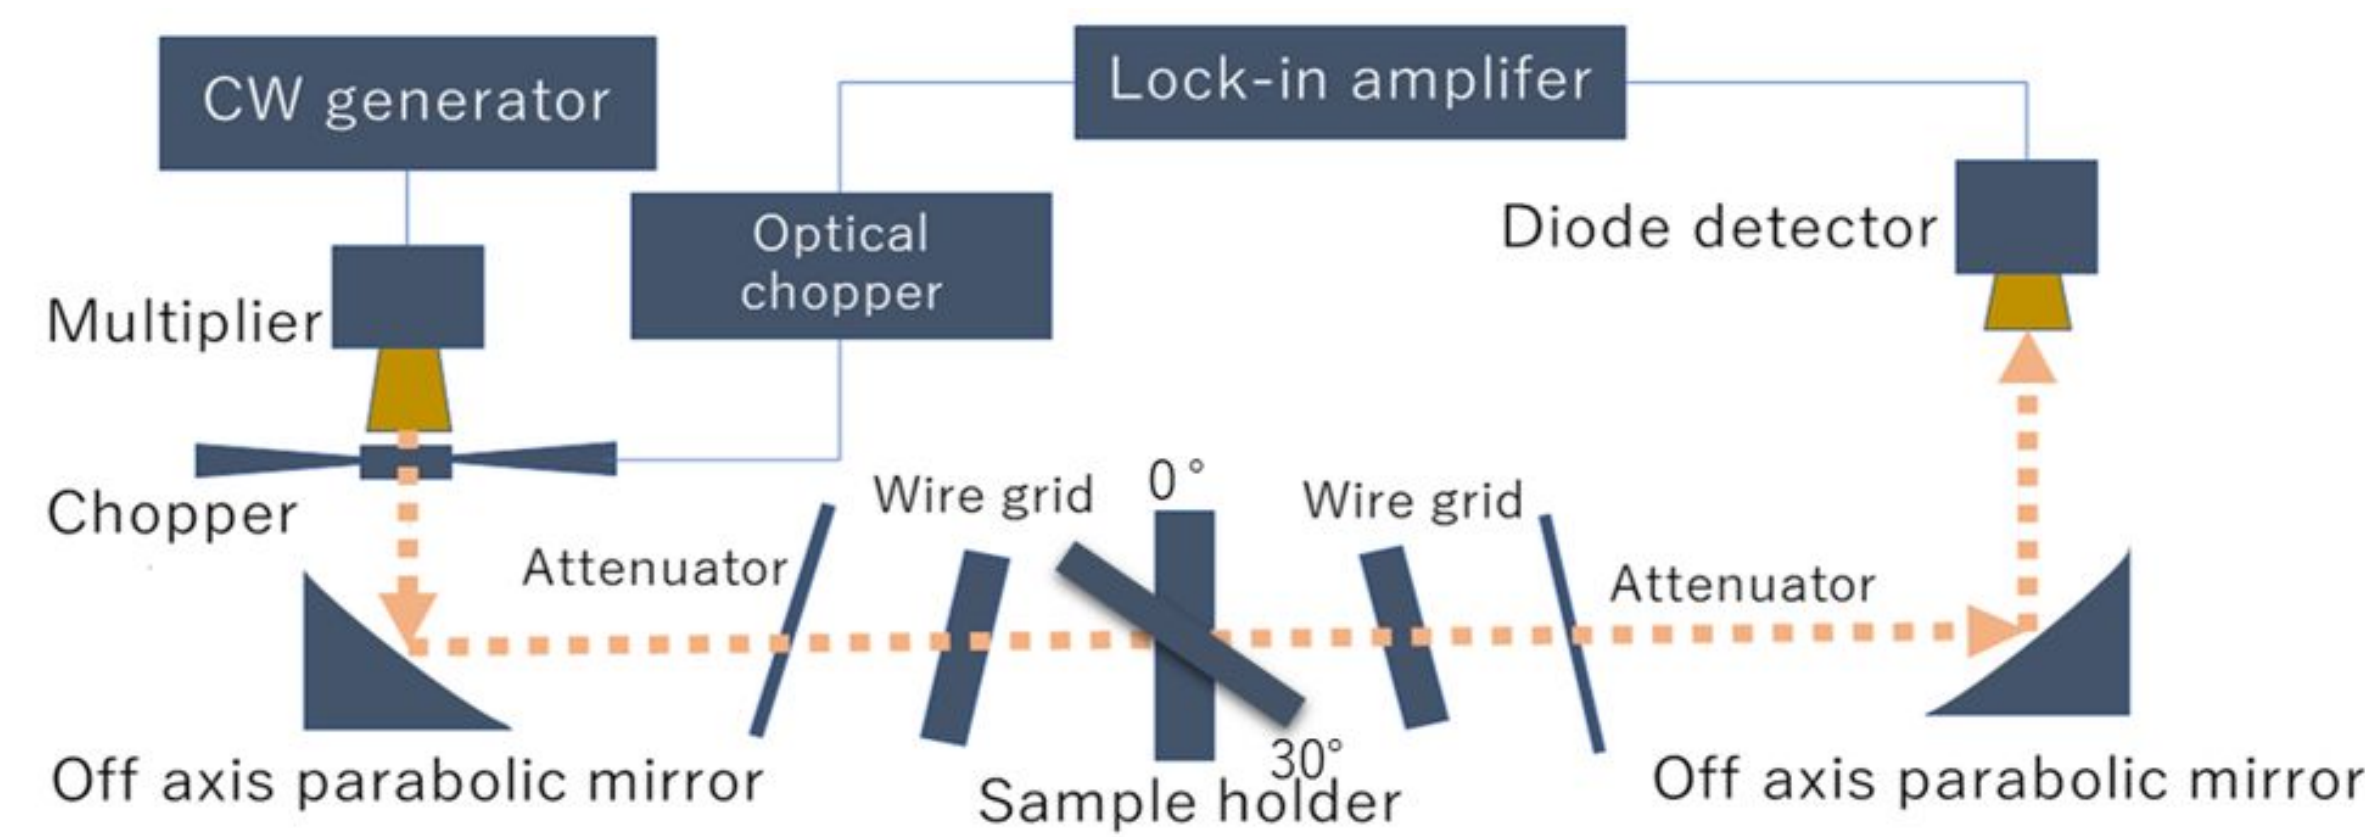 CW generator
Lock-in amplifer
Optical
chopper
Diode detector
Multiplier
Chopper
Wire grid
0°
Wire grid
Attenuator
Attenuator
30°
Off axis parabolic mirror
Sample holder
Off axis parabolic mirror